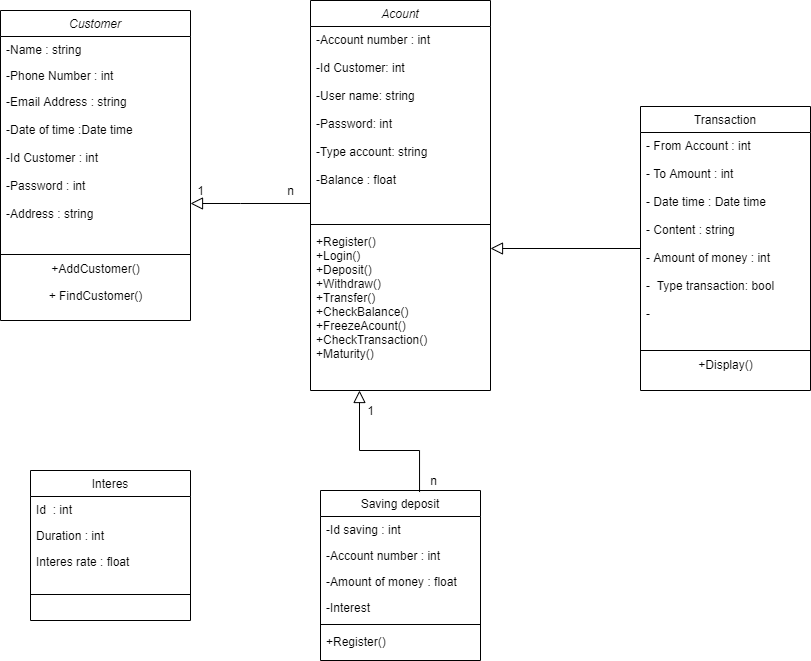 Customer
-Name : string
-Phone Number : int
-Email Address : string
-Date of time :Date time
-Id Customer : int
-Password : int
-Address : string
+AddCustomer()
+ FindCustomer()
1
n
Acount
-Account number : int
-Id Customer: int
-User name: string
-Password: int
-Type account: string
-Balance : float
+Register()
+Login()
+Deposit()
+Withdraw()
+Transfer()
+CheckBalance()
+FreezeAcount()
+CheckTransaction()
+Maturity()
Transaction
- From Account : int
- To Amount : int
- Date time : Date time
- Content : string
- Amount of money : int
-  Type transaction: bool
-
+Display()
1
n
Interes
Id  : int
Duration : int
Interes rate : float
Saving deposit
-Id saving : int
-Account number : int
-Amount of money : float
-Interest
+Register()